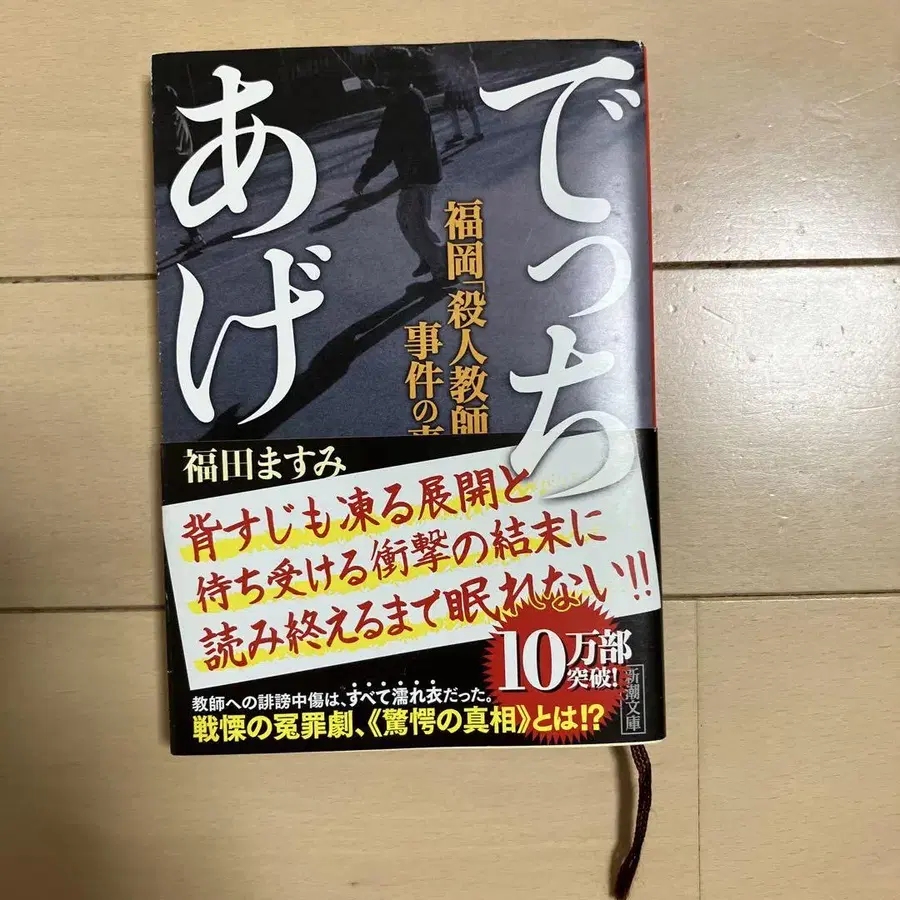 でっち
あげ
福岡「殺人教師
事件の
福田ますみ
背すじも凍る展開と
待ち受ける衝撃の結末に
読み終えるまで眠れない!!
10万部
突破!
教師への誹謗中傷は、すべて濡れ衣だった。
戦慄の冤罪劇、《驚愕の真相》とは!?
新潮文庫